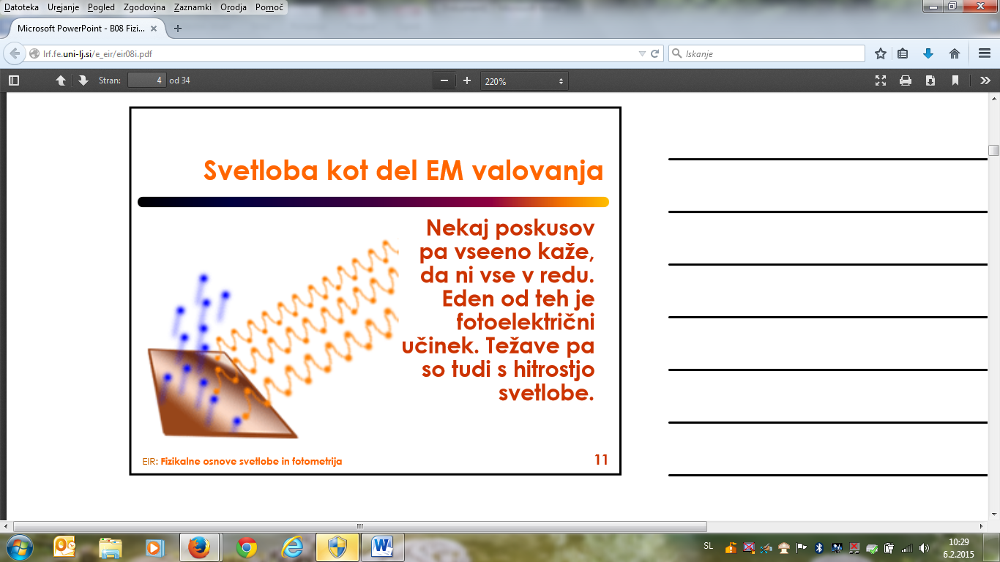 Datoteka Urejanje Pogled Zgodovina Zaznamki Orodja Pomoč
Microsoft PowerPoint - B08 Fizi...
lrf.fe.uni-lj.si/e_eir/eir08i.pdf
Iskanje
Stran: 4 od 34
220%
Svetloba kot del EM valovanja
Nekaj poskusov
pa vseeno kaže,
da ni vse v redu.
Eden od teh je
fotoelektrični
učinek. Težave pa
so tudi s hitrostjo
svetlobe.
EIR: Fizikalne osnove svetlobe in fotometrija
11
SL
10:29
6.2.2015